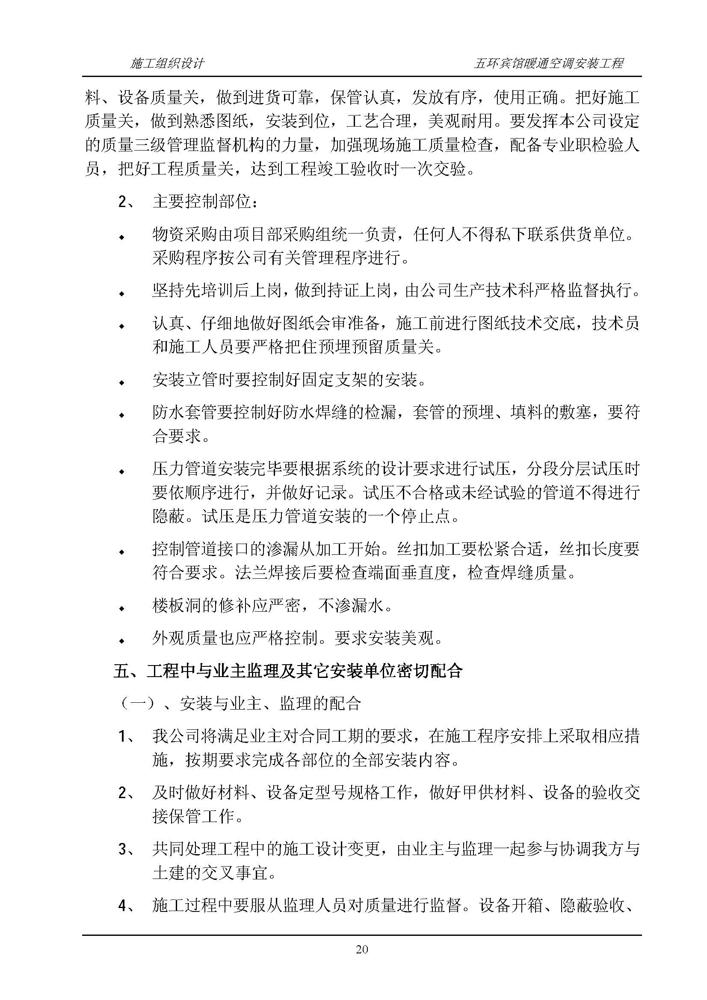 施工组织设计 五环宾馆暖通空调安装工程
料、设备质量关，做到进货可靠，保管认真，发放有序，使用正确。把好施工
质量关，做到熟悉图纸，安装到位，工艺合理，美观耐用。要发挥本公司设定
的质量三级管理监督机构的力量，加强现场施工质量检查，配备专业职检验人
员，把好工程质量关，达到工程竣工验收时一次交验。
2、 主要控制部位：
◆ 物资采购由项目部采购组统一负责，任何人不得私下联系供货单位。
采购程序按公司有关管理程序进行。
◆ 坚持先培训后上岗，做到持证上岗，由公司生产技术科严格监督执行。
◆ 认真、仔细地做好图纸会审准备，施工前进行图纸技术交底，技术员
和施工人员要严格把住预埋预留质量关。
◆ 安装立管时要控制好固定支架的安装。
◆ 防水套管要控制好防水焊缝的检漏，套管的预埋、填料的敷塞，要符
合要求。
◆ 压力管道安装完毕要根据系统的设计要求进行试压，分段分层试压时
要依顺序进行，并做好记录。试压不合格或未经试验的管道不得进行
隐蔽。试压是压力管道安装的一个停止点。
◆ 控制管道接口的渗漏从加工开始。丝扣加工要松紧合适，丝扣长度要
符合要求。法兰焊接后要检查端面垂直度，检查焊缝质量。
◆ 楼板洞的修补应严密，不渗漏水。
◆ 外观质量也应严格控制。要求安装美观。
五、工程中与业主监理及其它安装单位密切配合
（一）、安装与业主、监理的配合
1、 我公司将满足业主对合同工期的要求，在施工程序安排上采取相应措
施，按期要求完成各部位的全部安装内容。
2、 及时做好材料、设备定型号规格工作，做好甲供材料、设备的验收交
接保管工作。
3、 共同处理工程中的施工设计变更，由业主与监理一起参与协调我方与
土建的交叉事宜。
4、 施工过程中要服从监理人员对质量进行监督。设备开箱、隐蔽验收、
20